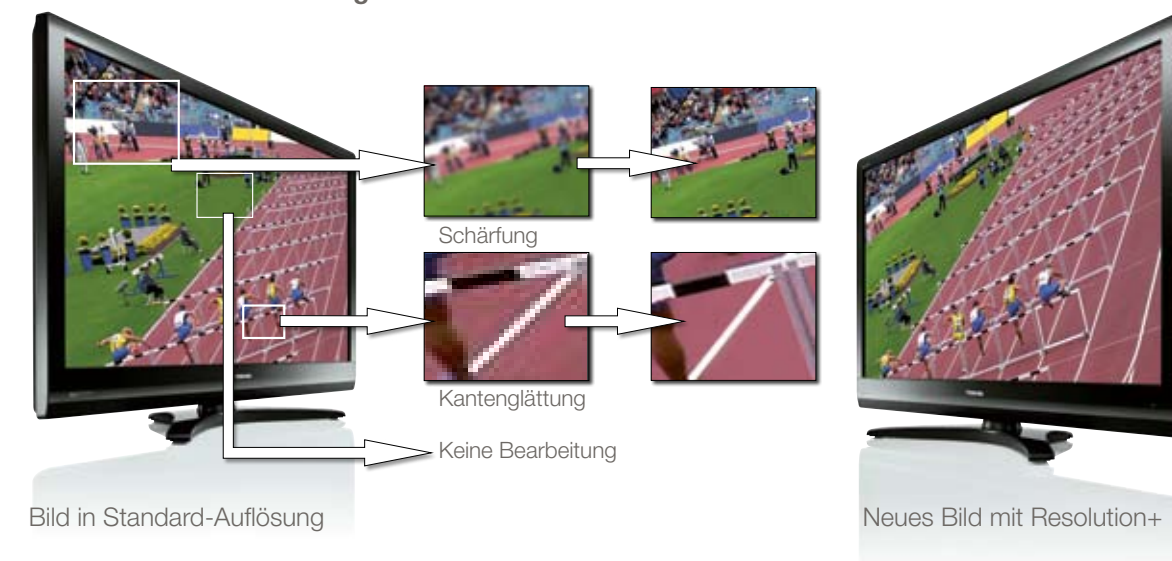 g
Schärfung
Kantenglättung
Keine Bearbeitung
Bild in Standard-Auflösung
Neues Bild mit Resolution+